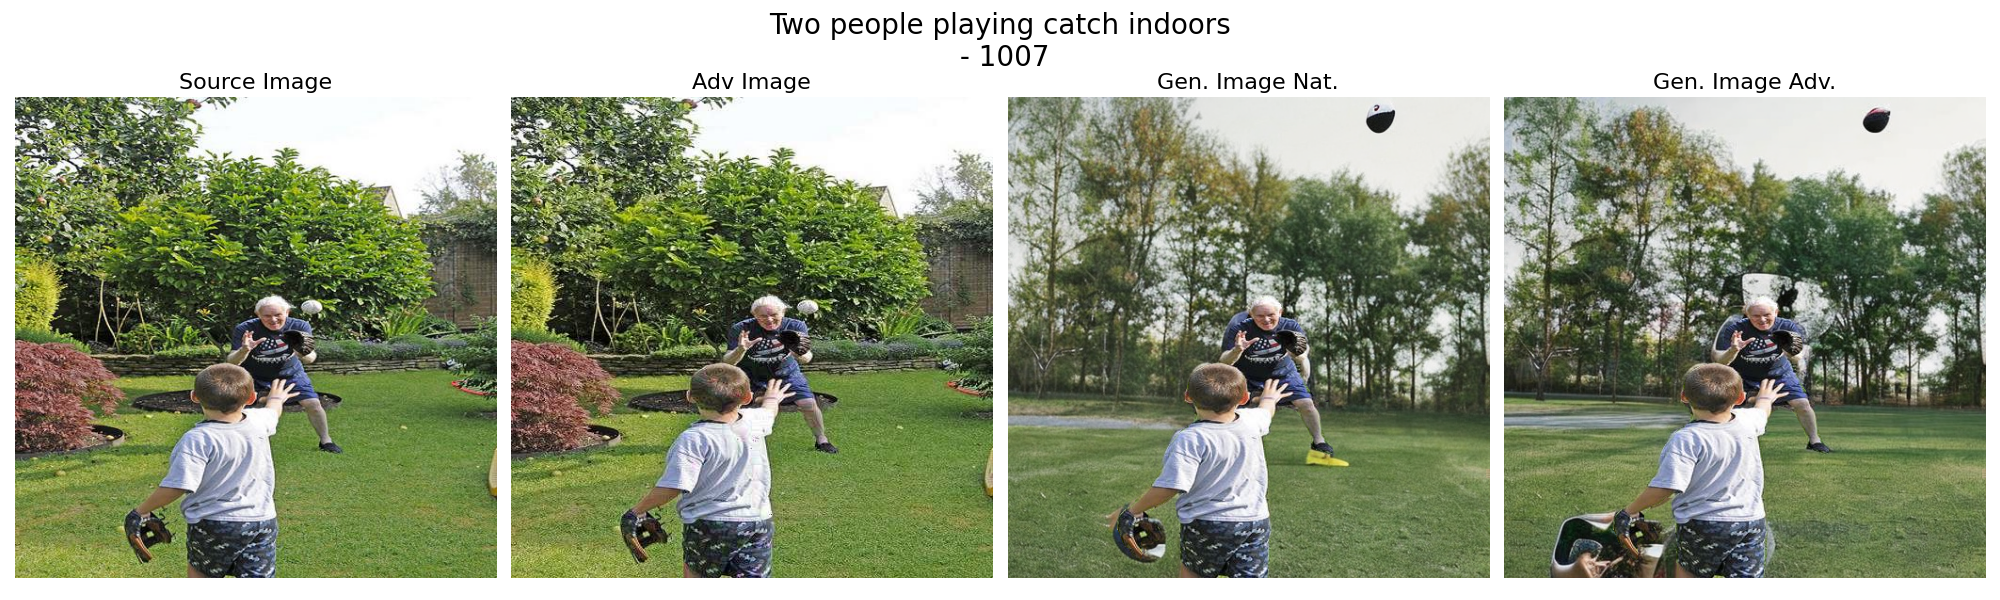 Two people playing catch indoors
- 1007
Source Image
Adv Image
Gen. Image Nat.
Gen. Image Adv.